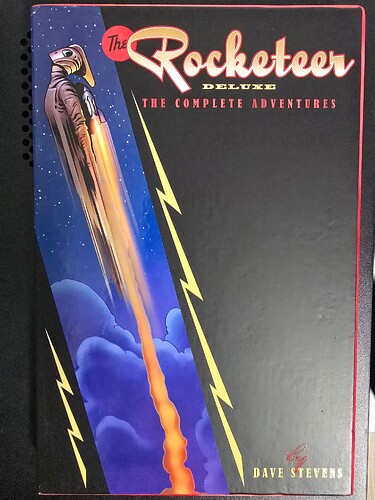 The
Rocketeer
DELUXE
THE COMPLETE ADVENTURES
by
DAVE STEVENS